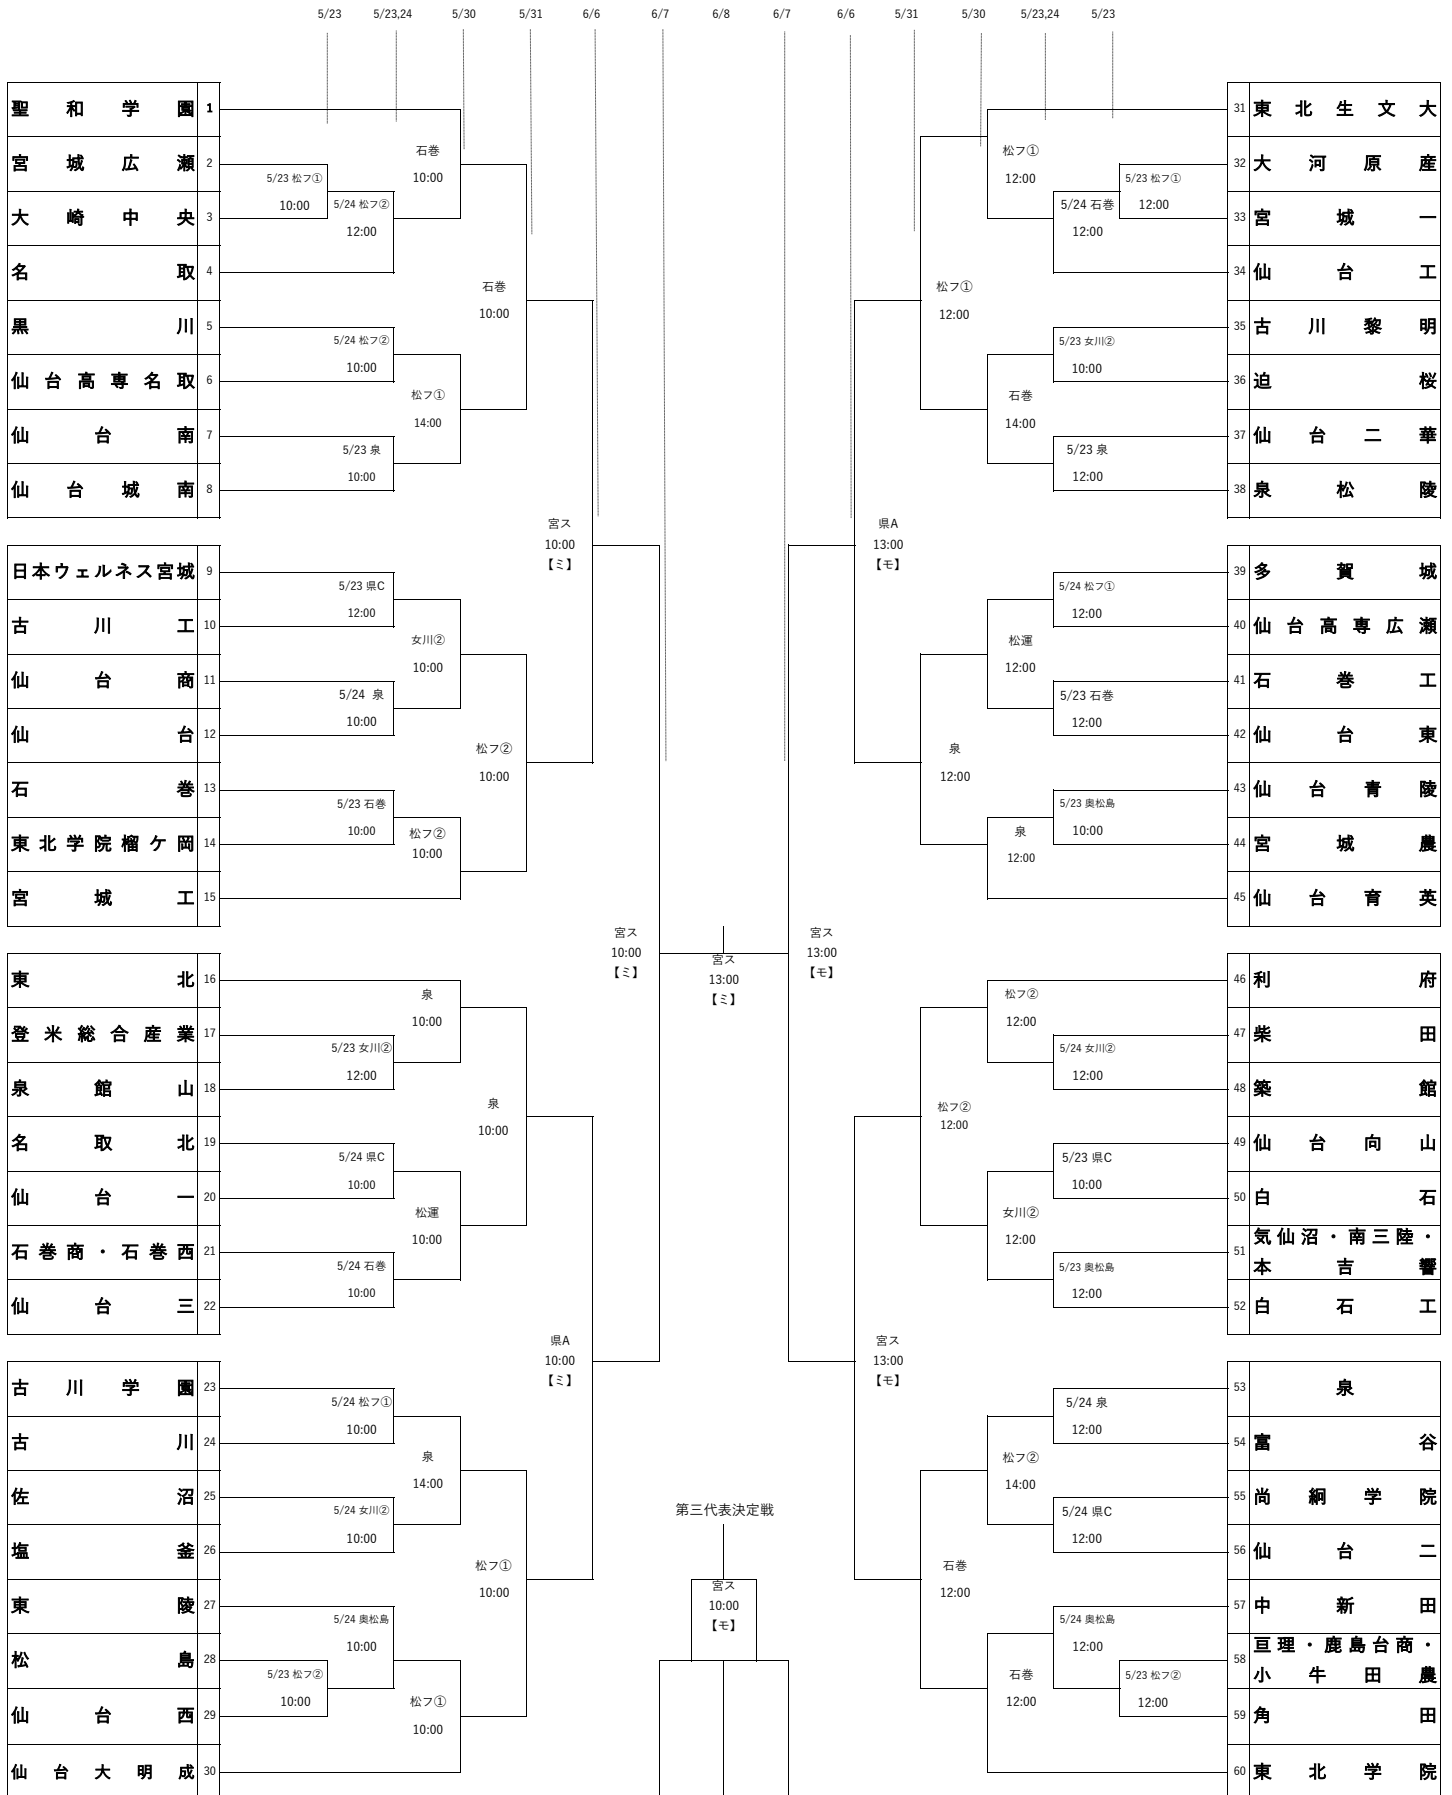 5/23 5/23,24 5/30 5/31 6/6 6/7 6/8 6/7 6/6 5/31 5/30 5/23,24 5/23
聖和学園 1
宮城広瀬 2
大崎中央 3
名取 4
黒川 5
仙台高専名取 6
仙台南 7
仙台城南 8
日本ウェルネス宮城 9
古川工 10
仙台商 11
仙台 12
石巻 13
東北学院榴ケ岡 14
宮城工 15
東北 16
登米総合産業 17
泉館山 18
名取北 19
仙台一 20
石巻商・石巻西 21
仙台三 22
古川学園 23
古川 24
佐沼 25
塩釜 26
東陵 27
松島 28
仙台西 29
仙台大明成 30
5/23 松フ①
10:00
5/23 松フ②
10:00
5/24 松フ②
12:00
5/24 松フ②
10:00
5/23 泉
10:00
5/23 県C
12:00
5/24 泉
10:00
5/23 石巻
10:00
5/23 女川②
12:00
5/24 県C
10:00
5/24 石巻
10:00
5/24 松フ①
10:00
5/24 女川②
10:00
5/24 奥松島
10:00
石巻
10:00
松フ①
14:00
女川②
10:00
松フ②
10:00
泉
10:00
松運
10:00
泉
14:00
松フ①
10:00
石巻
10:00
松フ②
10:00
泉
10:00
松フ①
10:00
宮ス
10:00
【ミ】
県A
10:00
【ミ】
宮ス
10:00
【ミ】
宮ス
13:00
【ミ】
第三代表決定戦
宮ス
10:00
【モ】
宮ス
13:00
【モ】
県A
13:00
【モ】
宮ス
13:00
【モ】
松フ①
12:00
泉
12:00
松フ②
12:00
石巻
12:00
松フ①
12:00
石巻
14:00
松運
12:00
泉
12:00
松フ②
12:00
女川②
12:00
松フ②
14:00
石巻
12:00
5/24 石巻
12:00
5/23 女川②
10:00
5/23 泉
12:00
5/24 松フ①
12:00
5/23 石巻
12:00
5/23 奥松島
10:00
5/24 女川②
12:00
5/23 県C
10:00
5/23 奥松島
12:00
5/24 泉
12:00
5/24 県C
12:00
5/24 奥松島
12:00
5/23 松フ①
12:00
5/23 松フ②
12:00
31 東北生文大
32 大河原産
33 宮城一
34 仙台工
35 古川黎明
36 迫桜
37 仙台二華
38 泉松陵
39 多賀城
40 仙台高専広瀬
41 石巻工
42 仙台東
43 仙台青陵
44 宮城農
45 仙台育英
46 利府
47 柴田
48 築館
49 仙台向山
50 白石
51 気仙沼・南三陸・
本吉響
52 白石工
53 泉
54 富谷
55 尚絅学院
56 仙台二
57 中新田
58 亘理・鹿島台商・
小牛田農
59 角田
60 東北学院